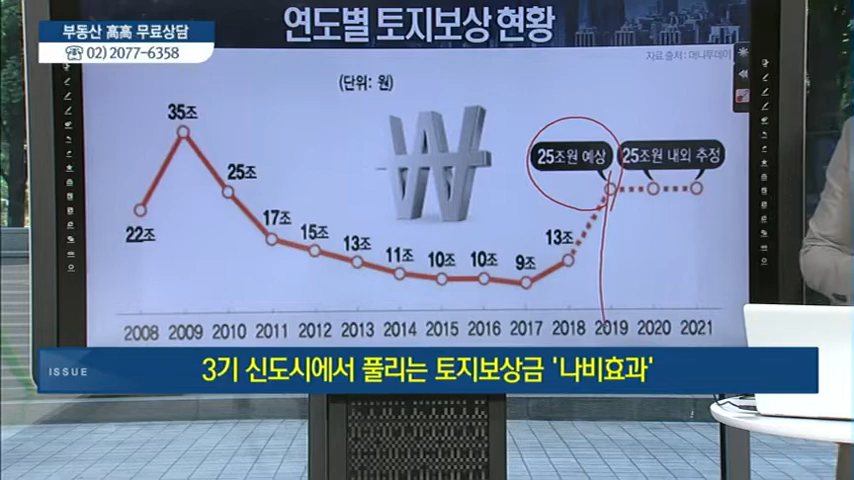 부동산 高高 무료상담
☎ 02) 2077-6358
연도별 토지보상 현황
자료 출처 : 머니투데이
(단위: 원)
22조
35조
25조
17조
15조
13조
11조
10조
10조
9조
13조
25조원 예상
25조원 내외 추정
2008 2009 2010 2011 2012 2013 2014 2015 2016 2017 2018 2019 2020 2021
ISSUE
3기 신도시에서 풀리는 토지보상금 '나비효과'